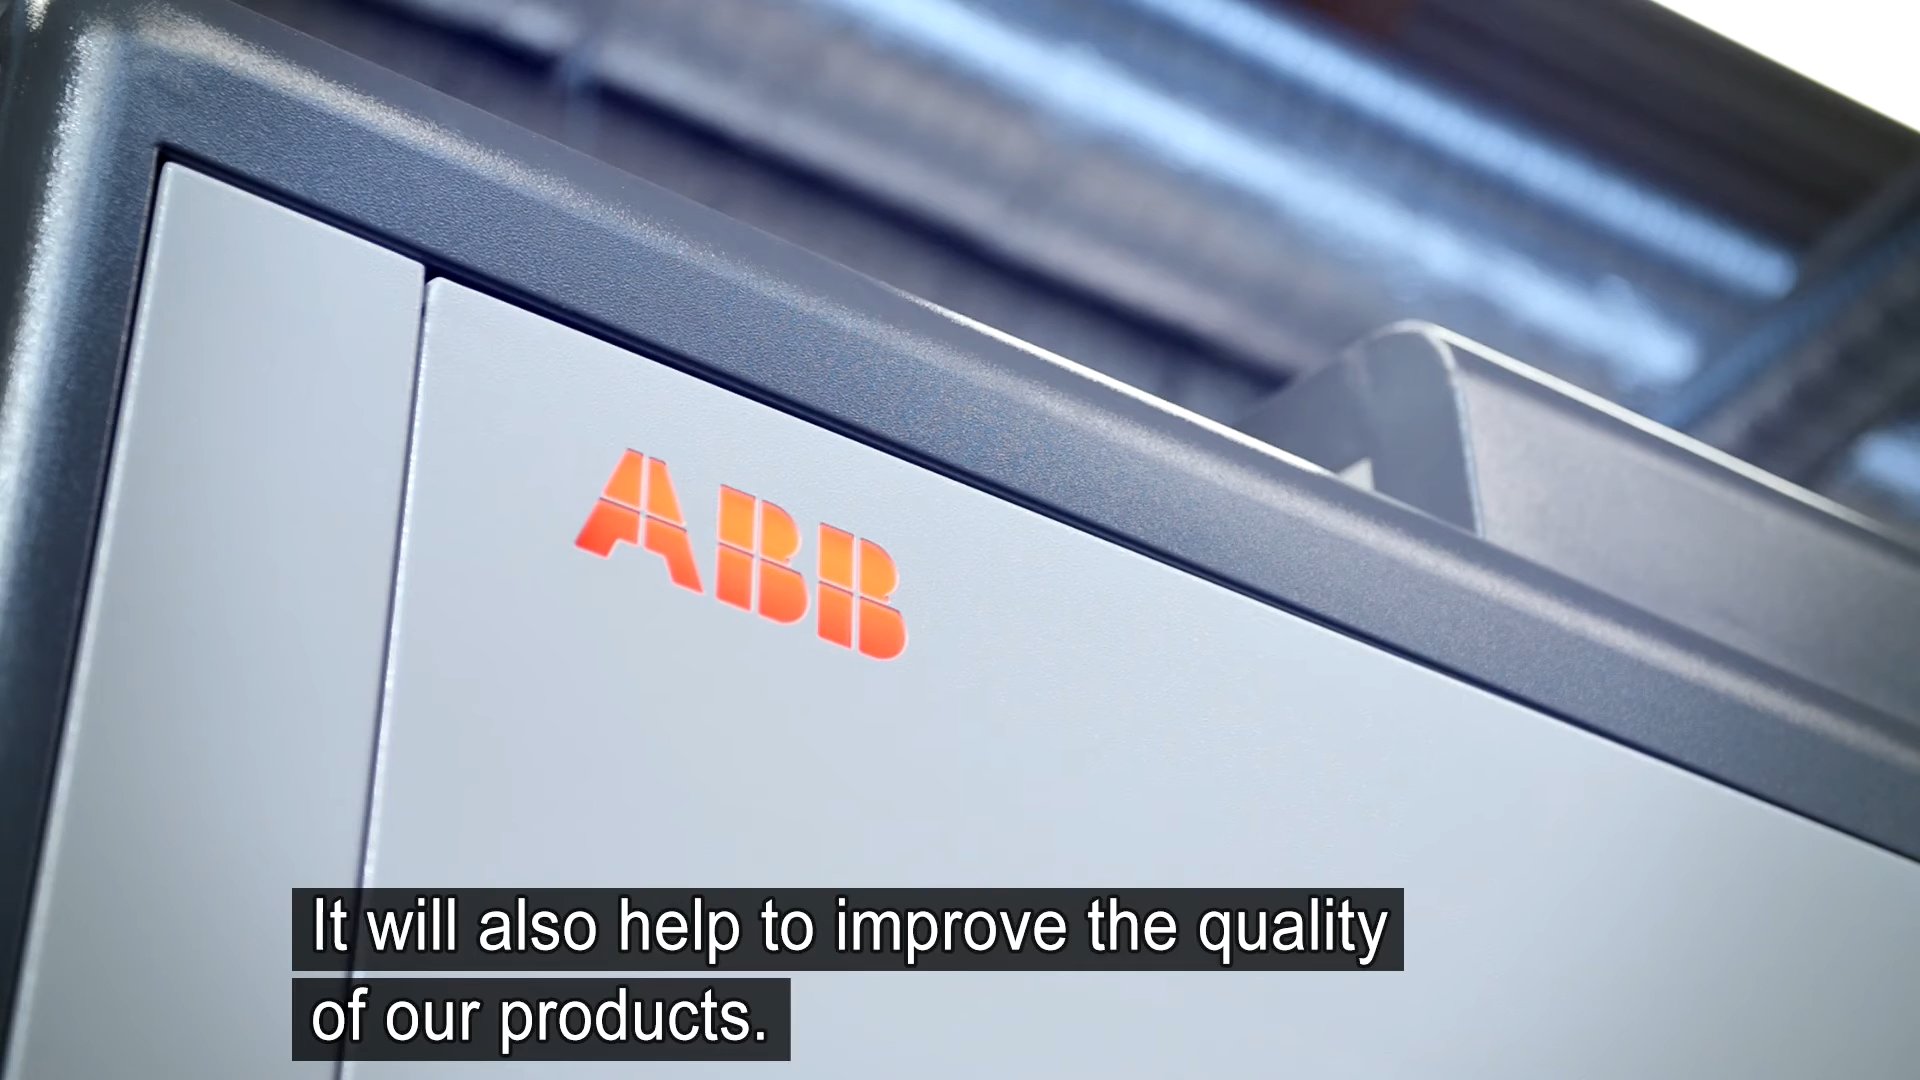 ABB
It will also help to improve the quality
of our products.